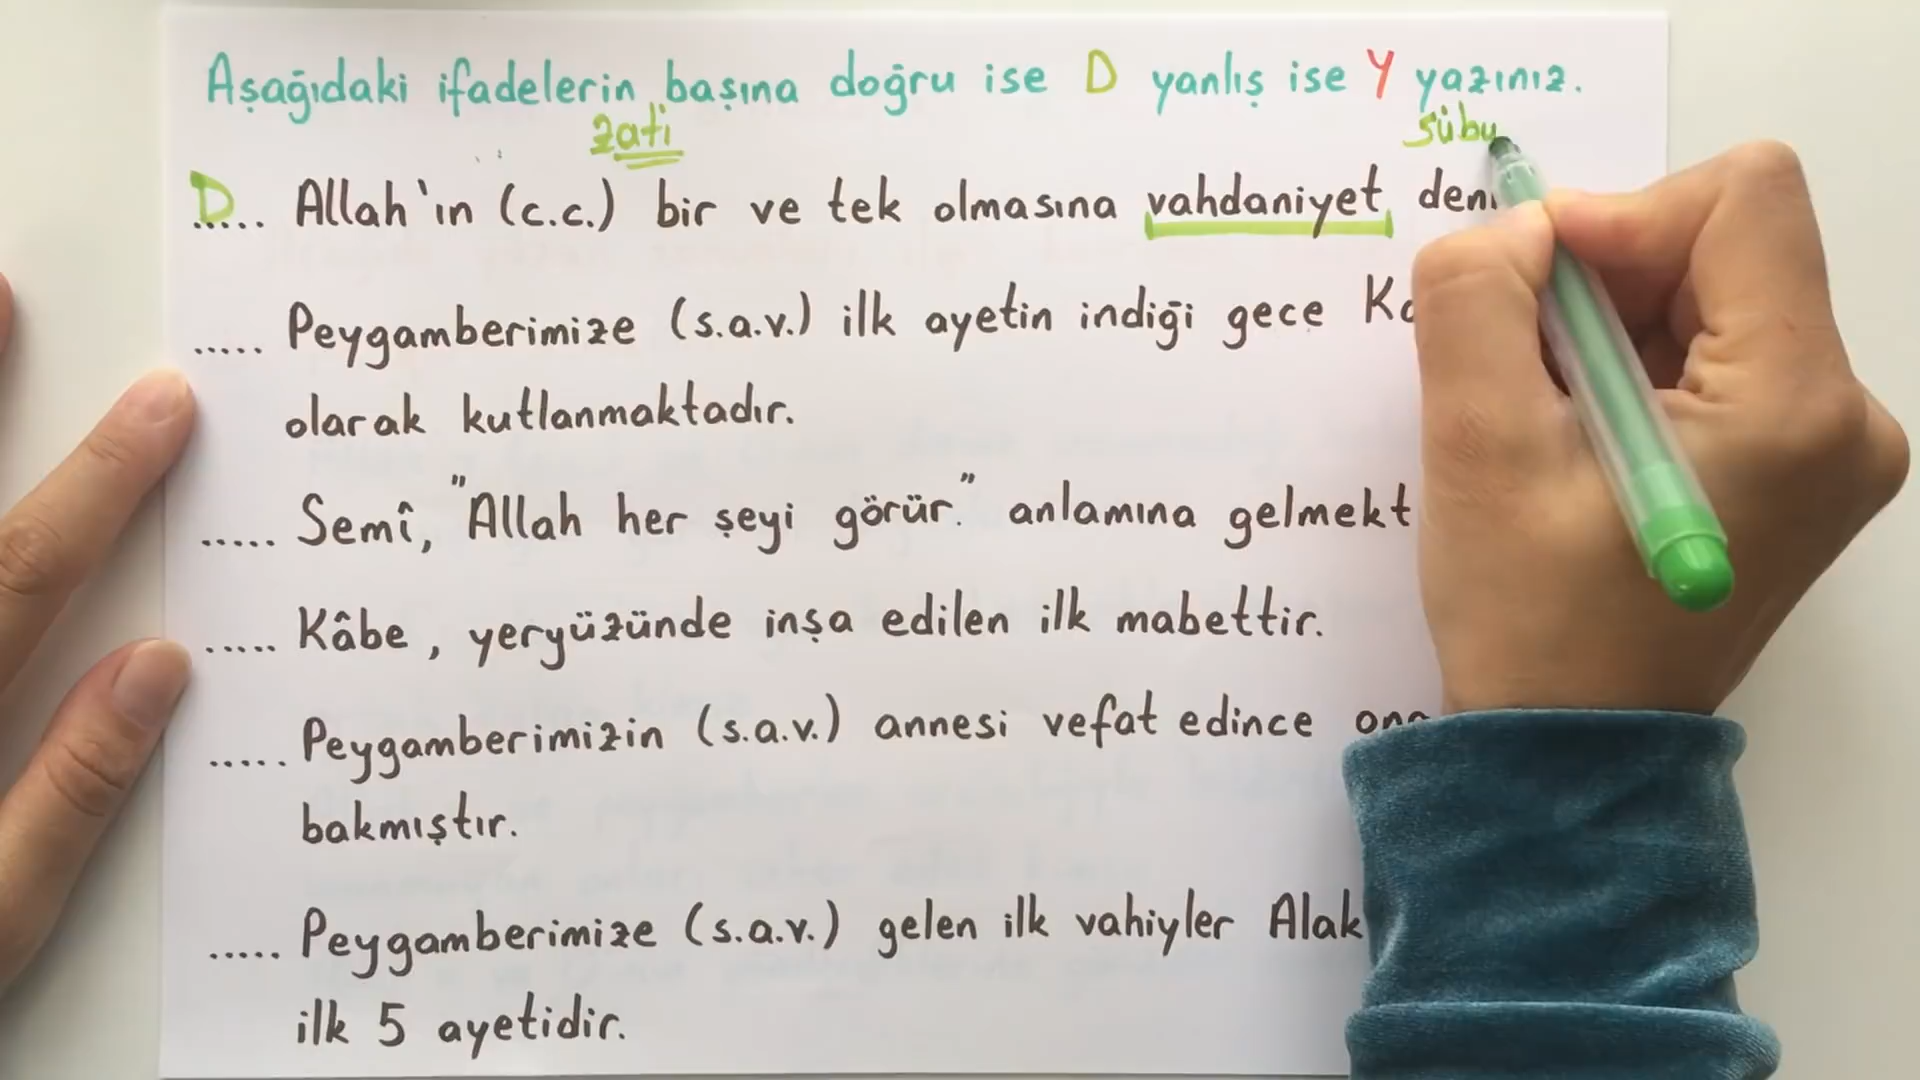 Aşağıdaki ifadelerin başına doğru ise D yanlış ise Y yazınız.
zati sübu
D..... Allah'ın (c.c.) bir ve tek olmasına vahdaniyet
..... Peygamberimize (s.a.v.) ilk ayetin indiği gece
olarak kutlanmaktadır.
..... Semî, "Allah her şeyi görür." anlamına gelmekt
..... Kâbe, yeryüzünde inşa edilen ilk mabettir.
..... Peygamberimizin (s.a.v.) annesi vefat edince
bakmıştır.
..... Peygamberimize (s.a.v.) gelen ilk vahiyler Alak
ilk 5 ayetidir.